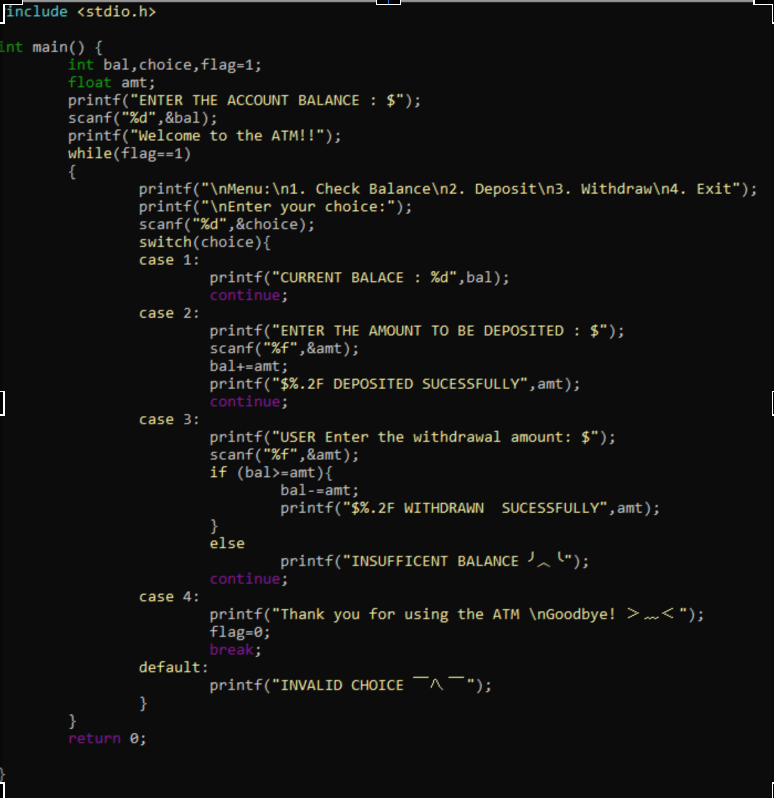 include <stdio.h>
int main() {
int bal,choice,flag=1;
float amt;
printf("ENTER THE ACCOUNT BALANCE : $");
scanf("%d",&bal);
printf("Welcome to the ATM!!");
while(flag==1)
{
printf("\nMenu:\n1. Check Balance\n2. Deposit\n3. Withdraw\n4. Exit");
printf("\nEnter your choice:");
scanf("%d",&choice);
switch(choice){
case 1:
printf("CURRENT BALACE : %d",bal);
continue;
case 2:
printf("ENTER THE AMOUNT TO BE DEPOSITED : $");
scanf("%f",&amt);
bal+=amt;
printf("$%.2F DEPOSITED SUCESSFULLY",amt);
continue;
case 3:
printf("USER Enter the withdrawal amount: $");
scanf("%f",&amt);
if (bal>=amt){
bal-=amt;
printf("$%.2F WITHDRAWN  SUCESSFULLY",amt);
}
else
printf("INSUFFICENT BALANCE ╯︿╰");
continue;
case 4:
printf("Thank you for using the ATM \nGoodbye! ＞﹏＜");
flag=0;
break;
default:
printf("INVALID CHOICE ￣へ￣");
}
}
return 0;
}